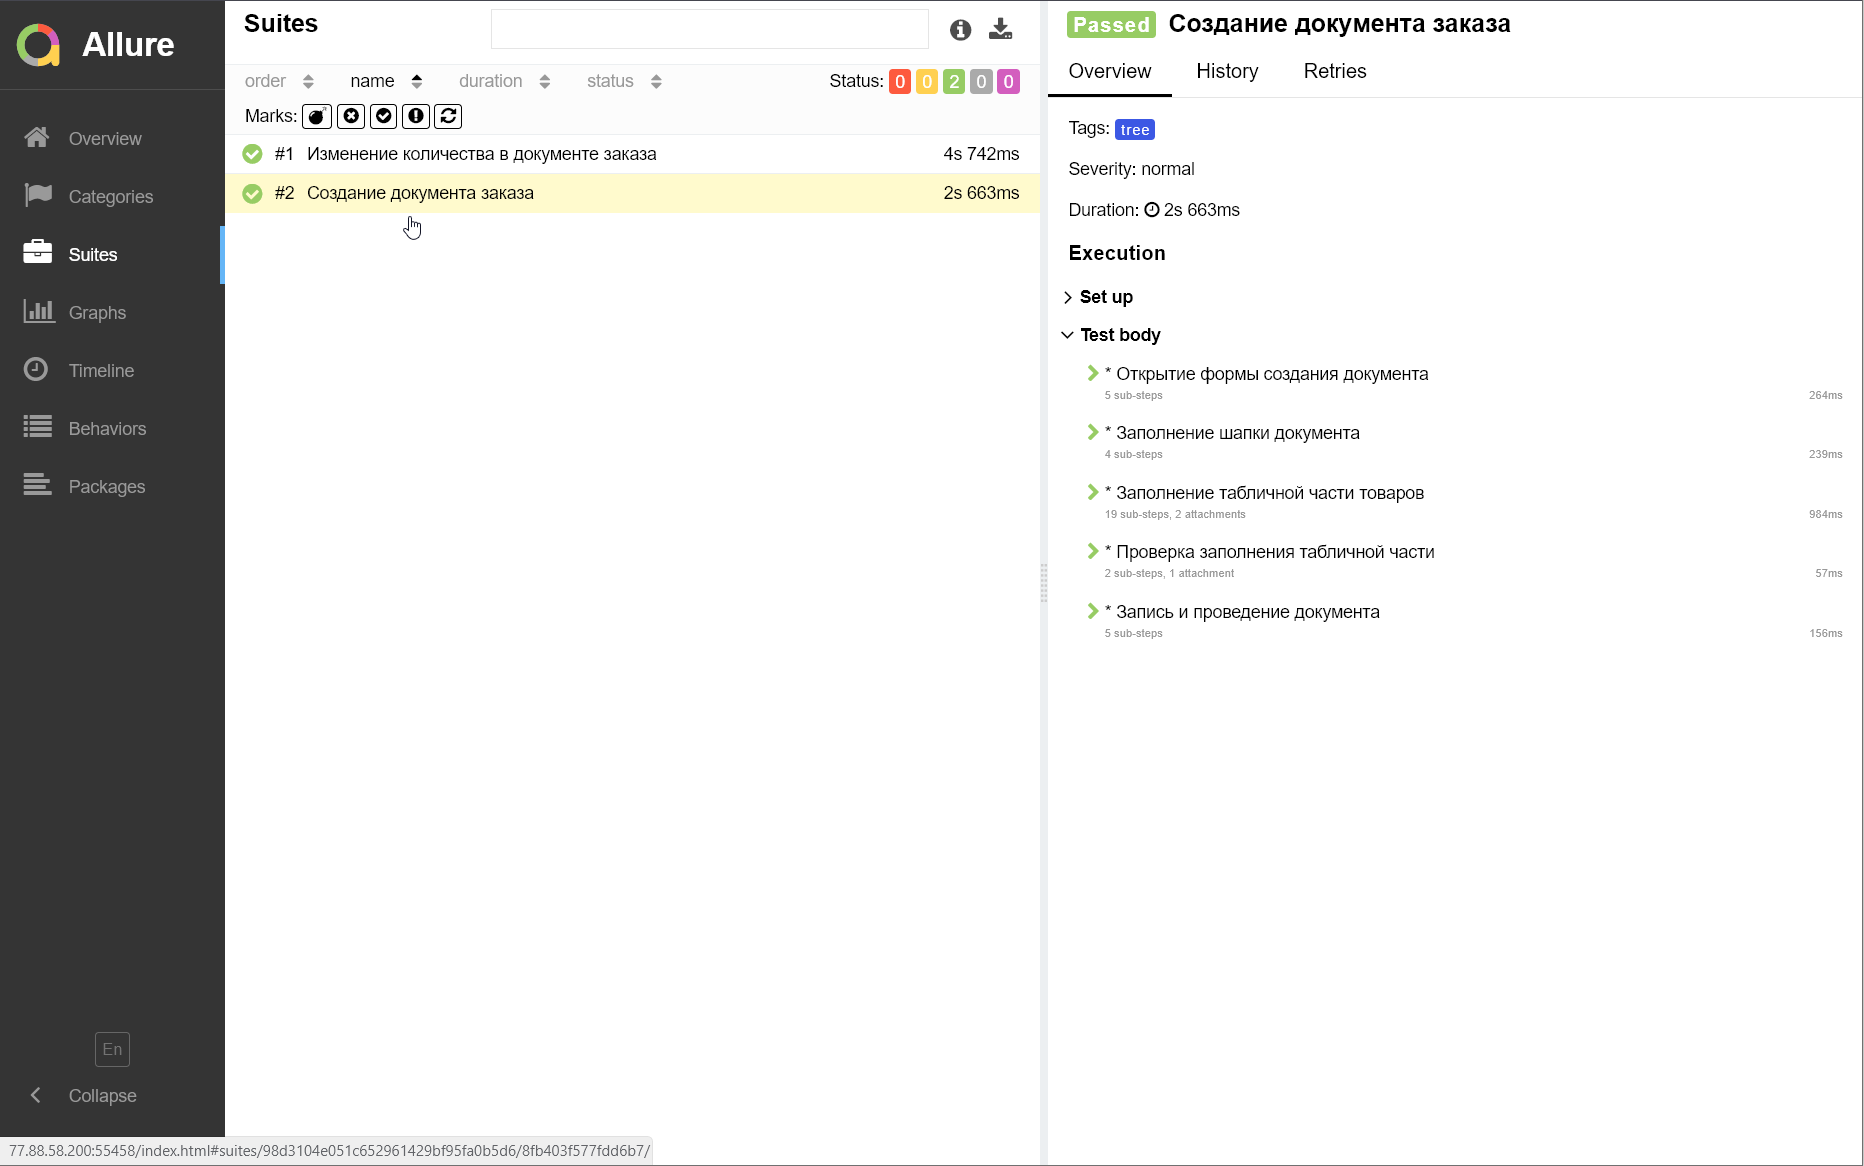 Allure
Overview
Categories
Suites
Graphs
Timeline
Behaviors
Packages
En
Collapse
Suites
order name duration status Status: 0 0 2 0 0
Marks:
#1 Изменение количества в документе заказа 4s 742ms
#2 Создание документа заказа 2s 663ms
Passed Создание документа заказа
Overview History Retries
Tags: tree
Severity: normal
Duration: 2s 663ms
Execution
Set up
Test body
* Открытие формы создания документа
5 sub-steps 264ms
* Заполнение шапки документа
4 sub-steps 239ms
* Заполнение табличной части товаров
19 sub-steps, 2 attachments 984ms
* Проверка заполнения табличной части
2 sub-steps, 1 attachment 57ms
* Запись и проведение документа
5 sub-steps 156ms
77.88.58.200:55458/index.html#suites/98d3104e051c652961429bf95fa0b5d6/8fb403f577fdd6b7/